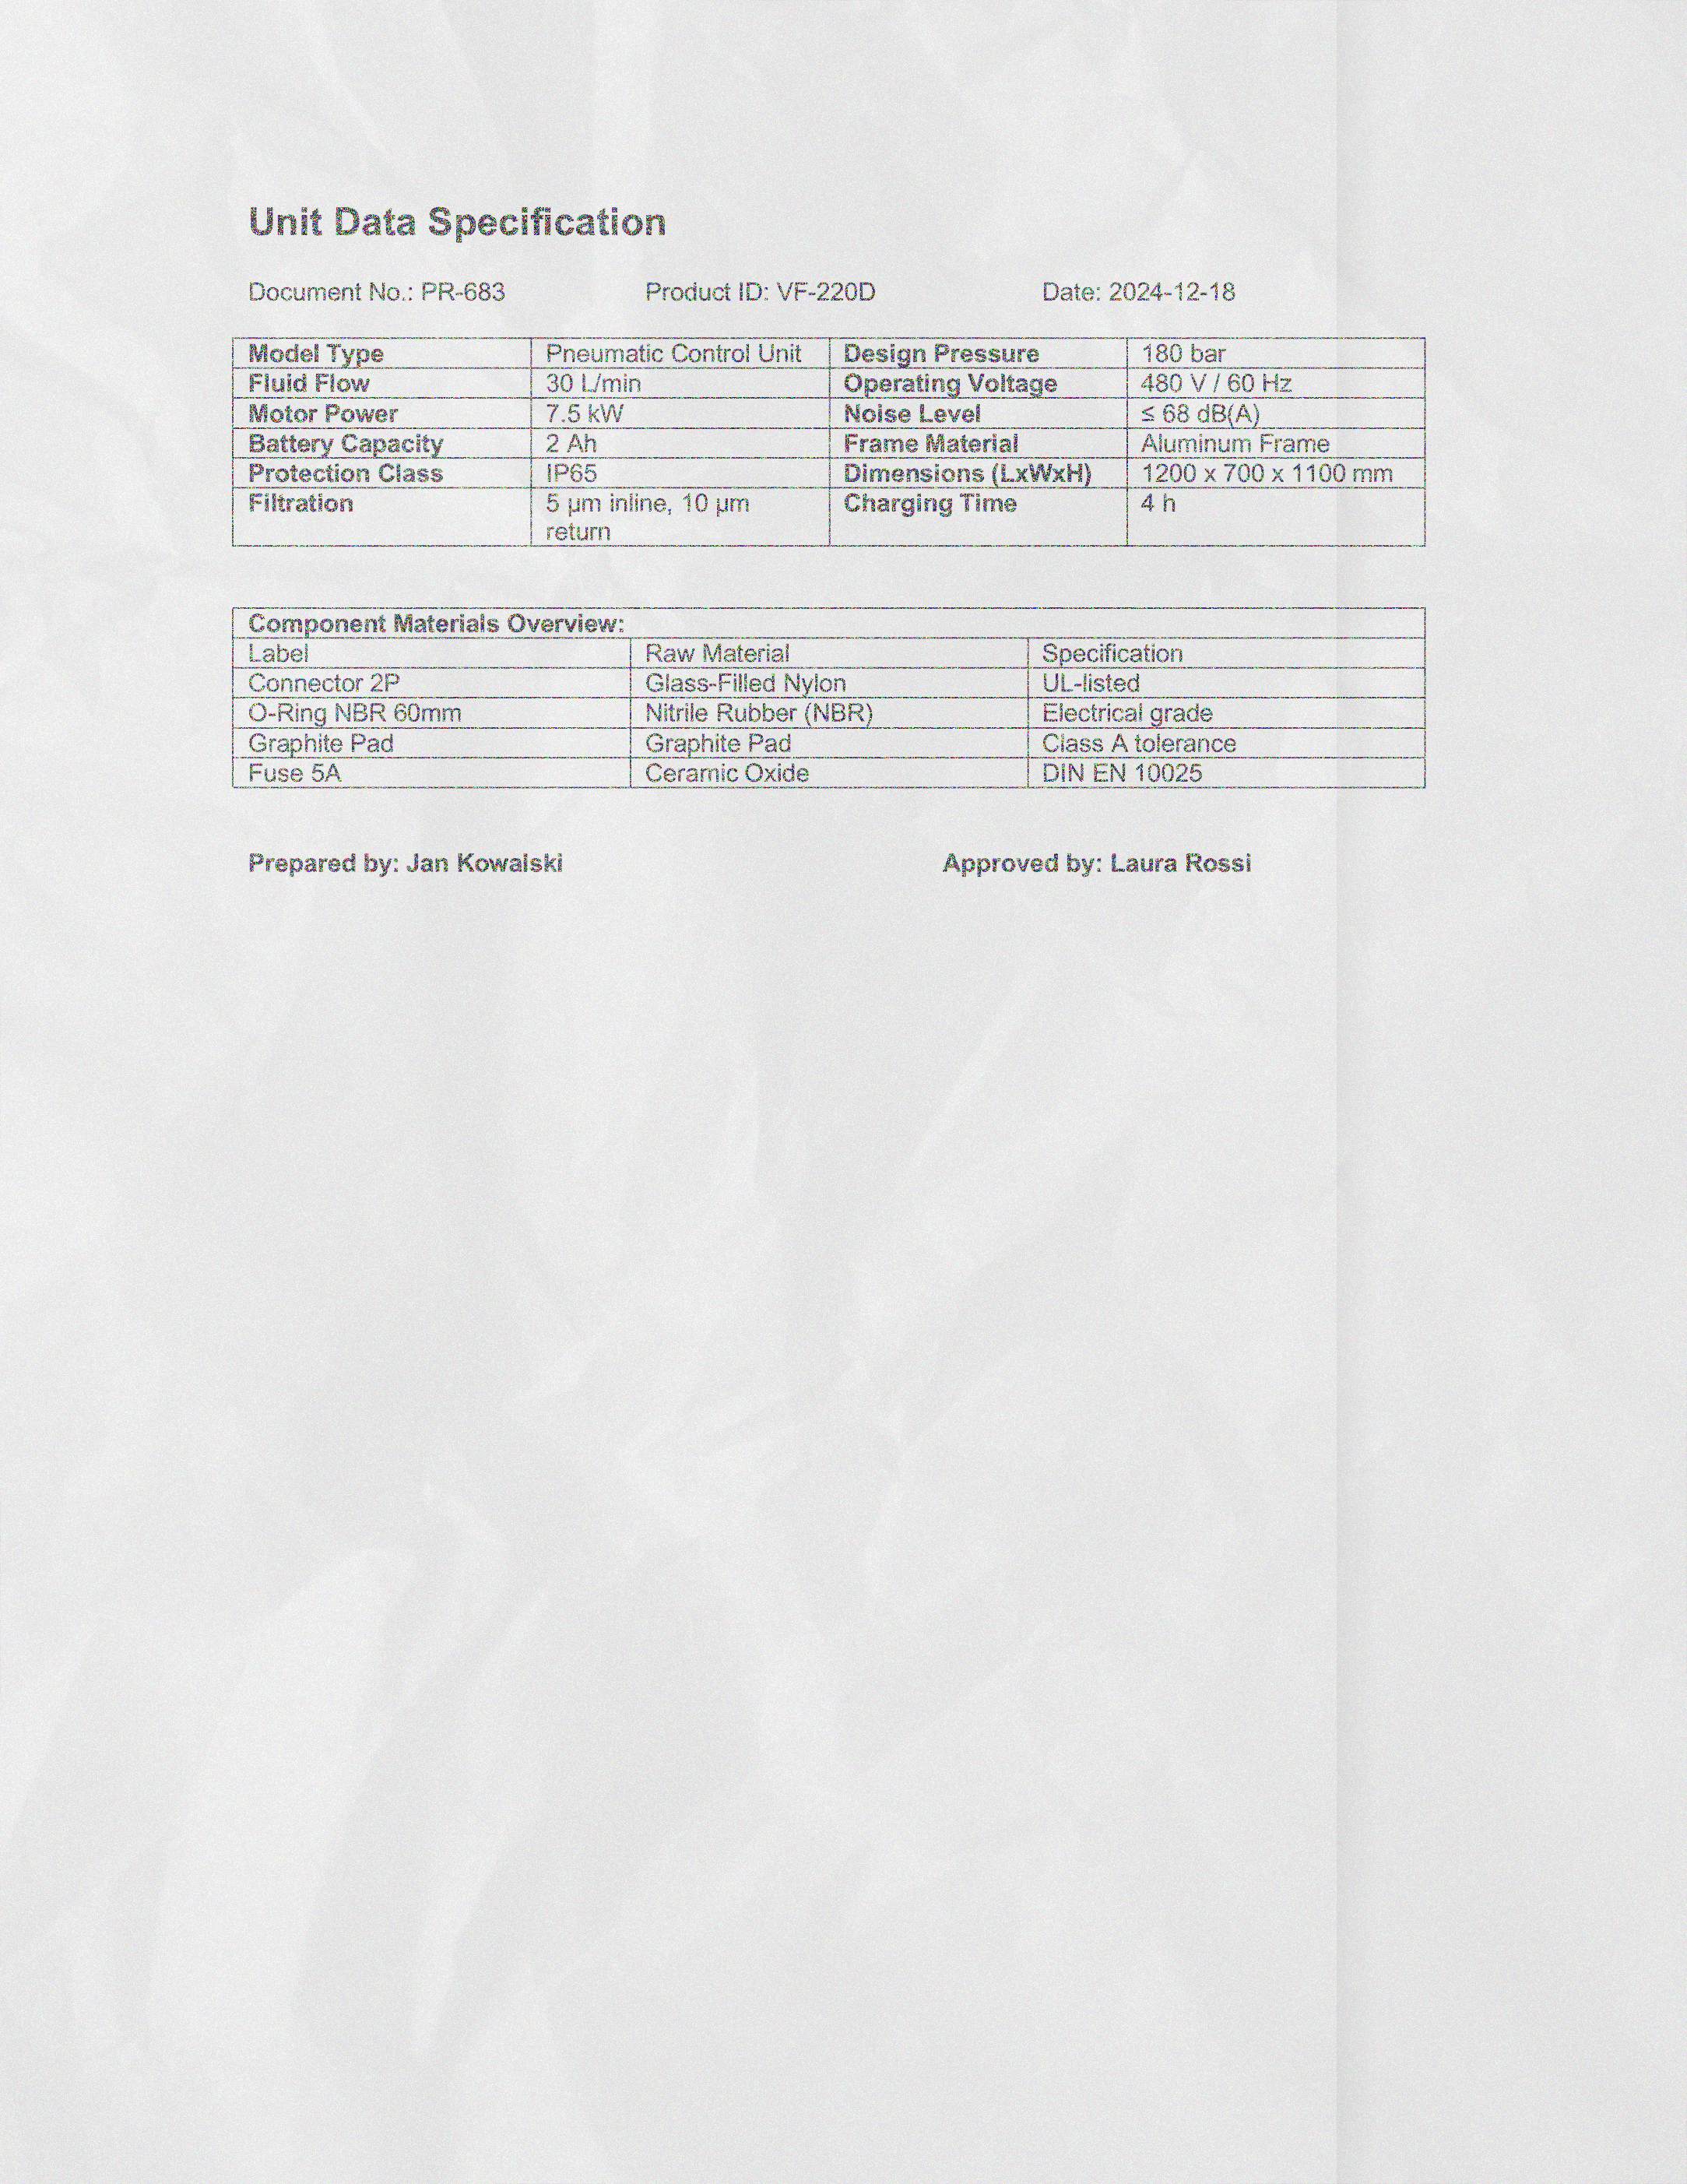 Unit Data Specification
Document No.: PR-683 Product ID: VF-220D Date: 2024-12-18
Model Type Pneumatic Control Unit Design Pressure 180 bar
Fluid Flow 30 L/min Operating Voltage 480 V / 60 Hz
Motor Power 7.5 kW Noise Level ≤ 68 dB(A)
Battery Capacity 2 Ah Frame Material Aluminum Frame
Protection Class IP65 Dimensions (LxWxH) 1200 x 700 x 1100 mm
Filtration 5 µm inline, 10 µm Charging Time 4 h
return
Component Materials Overview:
Label Raw Material Specification
Connector 2P Glass-Filled Nylon UL-listed
O-Ring NBR 60mm Nitrile Rubber (NBR) Electrical grade
Graphite Pad Graphite Pad Class A tolerance
Fuse 5A Ceramic Oxide DIN EN 10025
Prepared by: Jan Kowalski Approved by: Laura Rossi